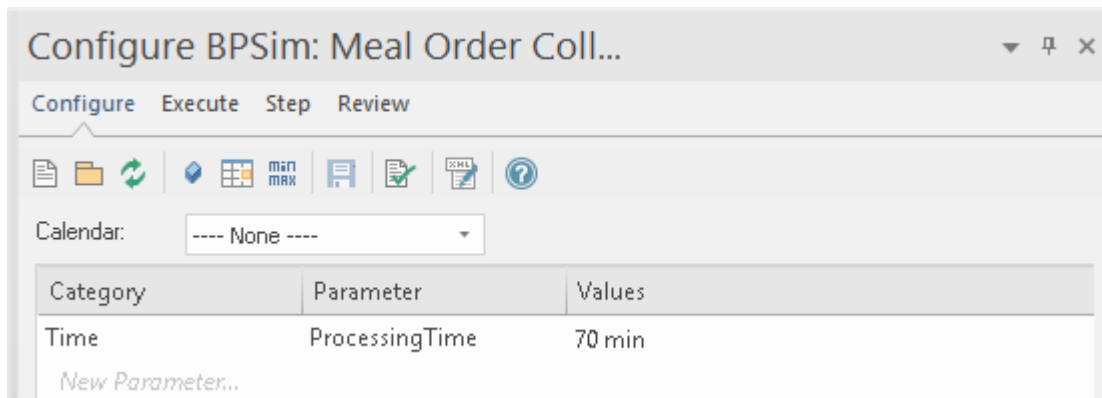 Configure BPSim: Meal Order Coll...
Configure Execute Step Review
min
max
XML
Calendar: ---- None ----
Category Parameter Values
Time ProcessingTime 70 min
New Parameter...